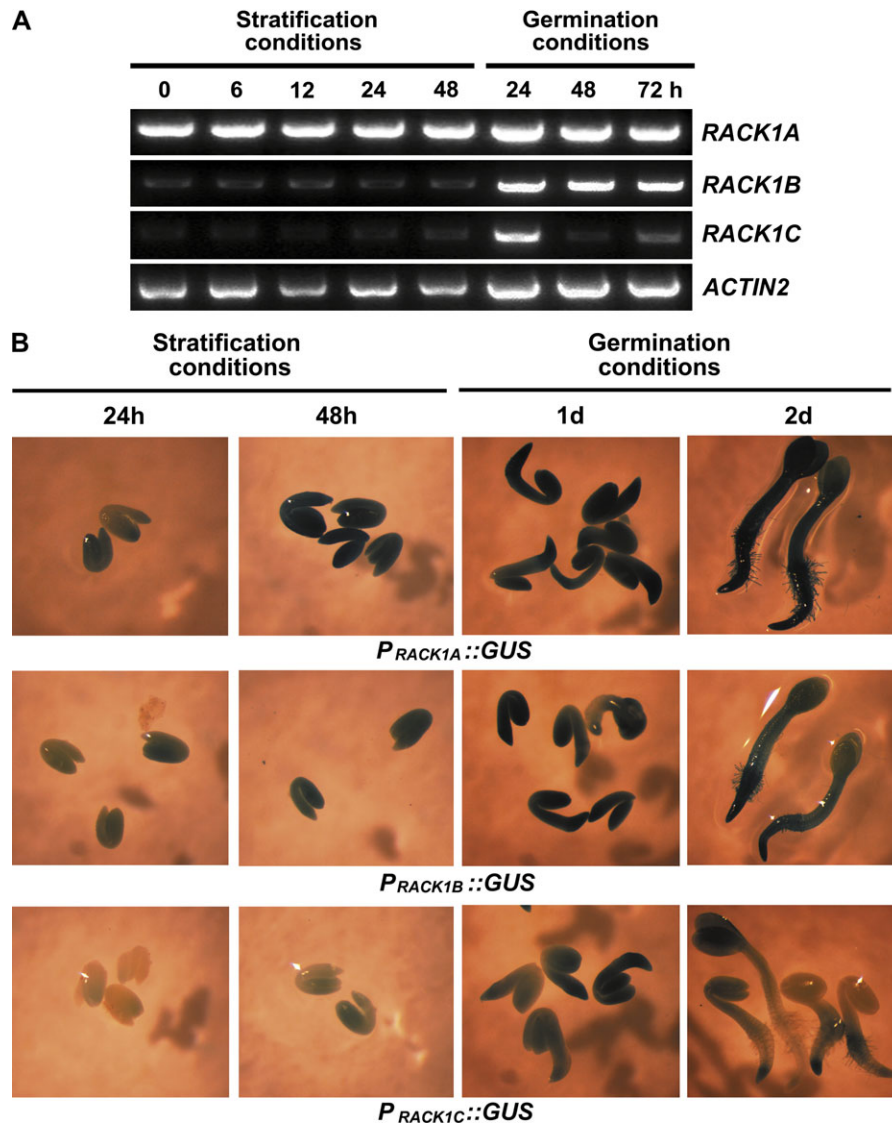 A
Stratification conditions
Germination conditions
0 6 12 24 48 24 48 72 h
RACK1A
RACK1B
RACK1C
ACTIN2
B
Stratification conditions
Germination conditions
24h 48h 1d 2d
PRACK1A::GUS
PRACK1B::GUS
PRACK1C::GUS